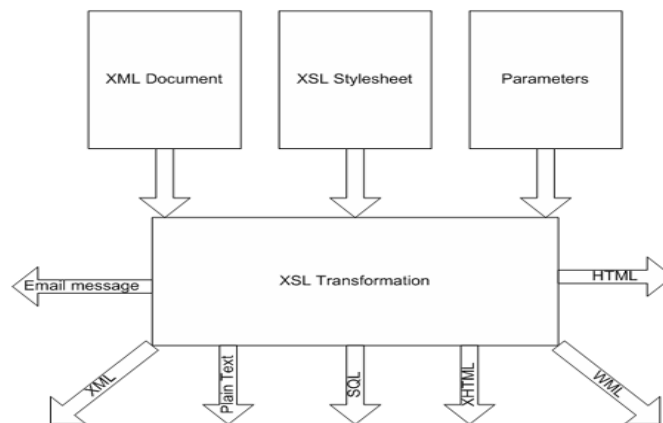 XML Document
XSL Stylesheet
Parameters
Email message
XSL Transformation
HTML
XML
Plain Text
SQL
XHTML
WML